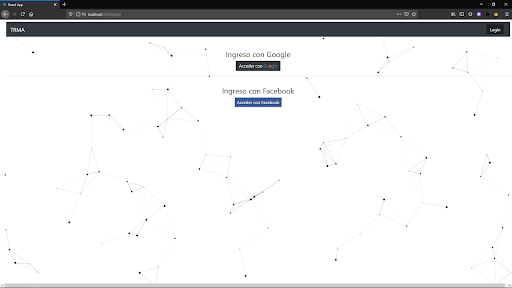 React App
localhost:3000/login
TRMA
Login
Ingreso con Google
Acceder con Google
Ingreso con Facebook
Acceder con Facebook